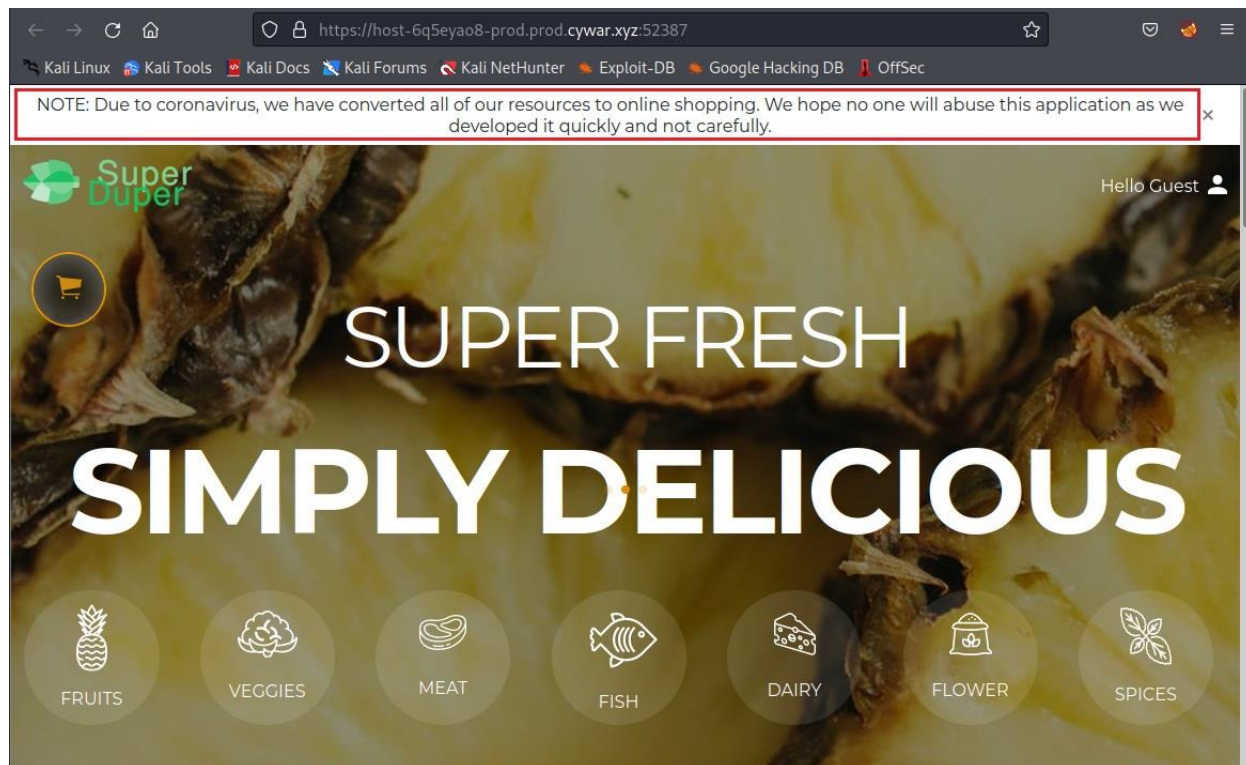 https://host-6q5eyao8-prod.prod.cywar.xyz:52387
Kali Linux Kali Tools Kali Docs Kali Forums Kali NetHunter Exploit-DB Google Hacking DB OffSec
NOTE: Due to coronavirus, we have converted all of our resources to online shopping. We hope no one will abuse this application as we
developed it quickly and not carefully.
Super
Duper
Hello Guest
SUPER FRESH
SIMPLY DELICIOUS
FRUITS VEGGIES MEAT FISH DAIRY FLOWER SPICES